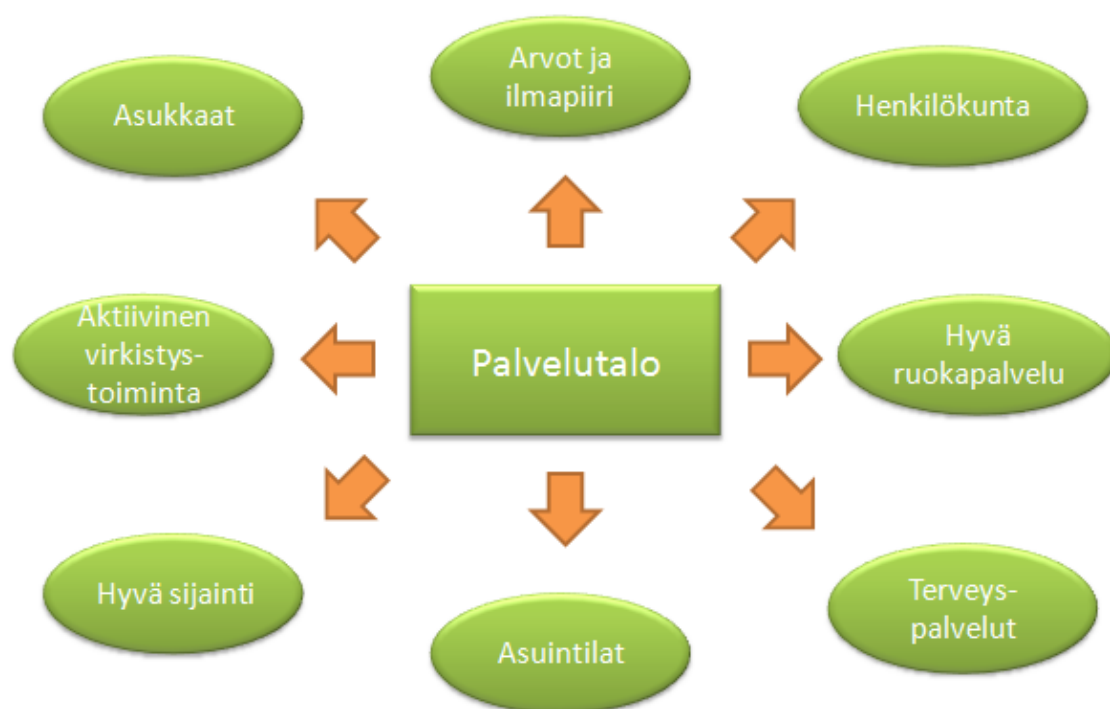 Arvot ja
ilmapiiri
Asukkaat
Henkilökunta
Aktiivinen
virkistys-
toiminta
Palvelutalo
Hyvä
ruokapalvelu
Hyvä sijainti
Asuintilat
Terveys-
palvelut